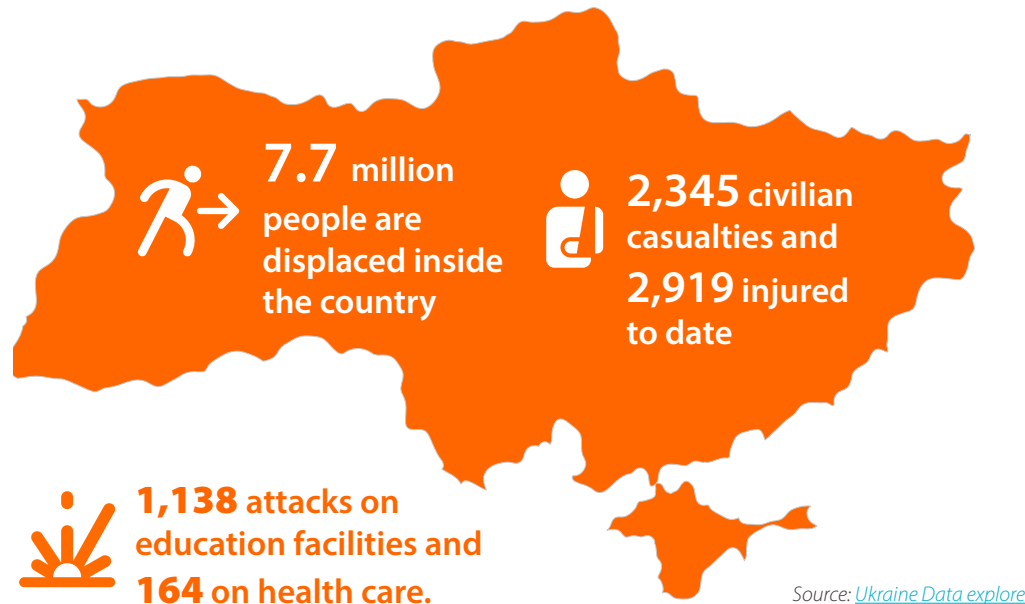 7.7 million
people are
displaced inside
the country
2,345 civilian
casualties and
2,919 injured
to date
1,138 attacks on
education facilities and
164 on health care.
Source: Ukraine Data explore